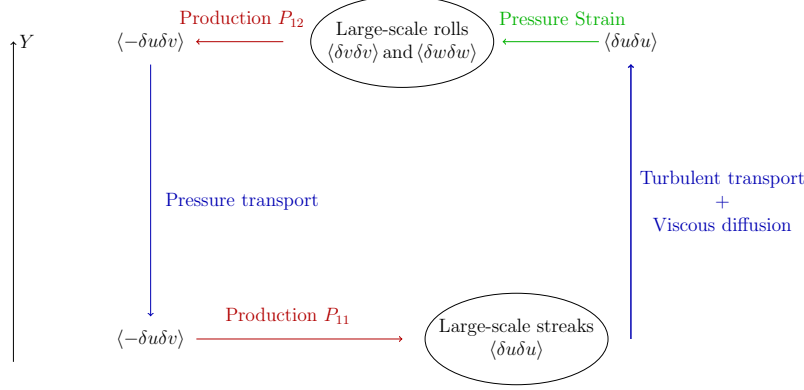 Production P₁₂
Pressure Strain
Y
⟨−δuδv⟩
Large-scale rolls
⟨δvδv⟩ and ⟨δwδw⟩
⟨δuδu⟩
Pressure transport
Turbulent transport
+
Viscous diffusion
Production P₁₁
⟨−δuδv⟩
Large-scale streaks
⟨δuδu⟩